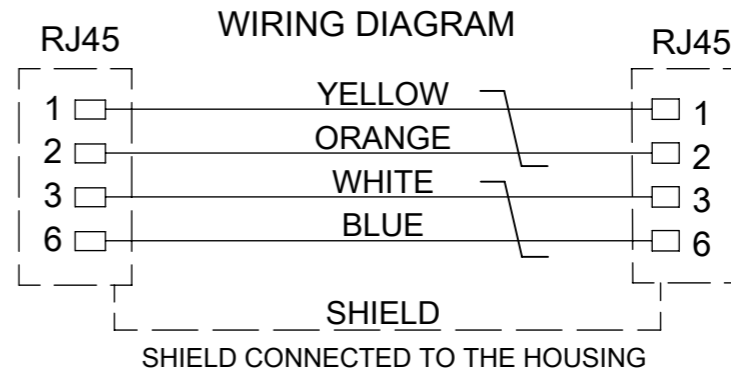 WIRING DIAGRAM
RJ45 RJ45
1 YELLOW 1
2 ORANGE 2
3 WHITE 3
6 BLUE 6
SHIELD
SHIELD CONNECTED TO THE HOUSING